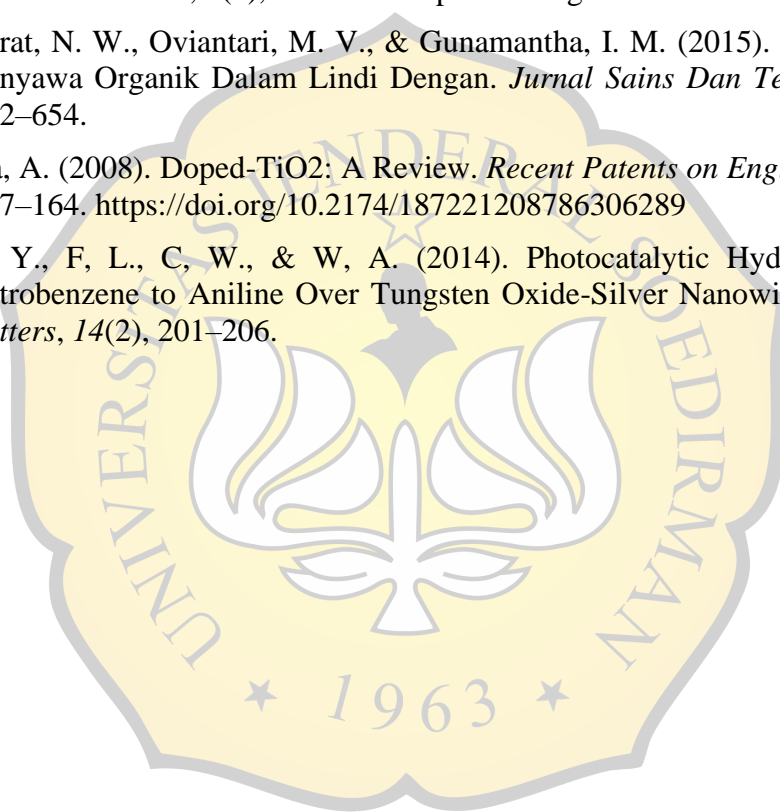 rat, N. W., Oviantari, M. V., & Gunamantha, I. M. (2015).
nyawa Organik Dalam Lindi Dengan. Jurnal Sains Dan Te
2–654.
, A. (2008). Doped-TiO2: A Review. Recent Patents on Eng
7–164. https://doi.org/10.2174/187221208786306289
Y., F, L., C, W., & W, A. (2014). Photocatalytic Hyd
trobenzene to Aniline Over Tungsten Oxide-Silver Nanowi
tters, 14(2), 201–206.
UNIVERSITAS JENDERAL SOEDIRMAN
1963